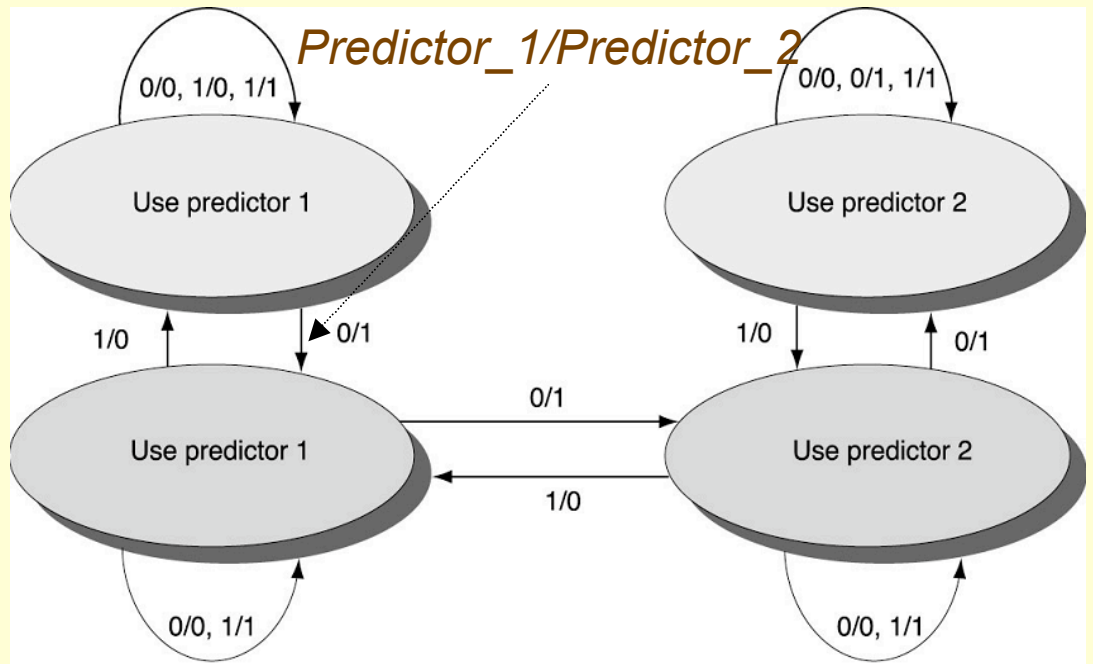 Predictor_1/Predictor_2
0/0, 1/0, 1/1
0/0, 0/1, 1/1
Use predictor 1
Use predictor 2
1/0
0/1
1/0
0/1
0/1
Use predictor 1
Use predictor 2
1/0
0/0, 1/1
0/0, 1/1